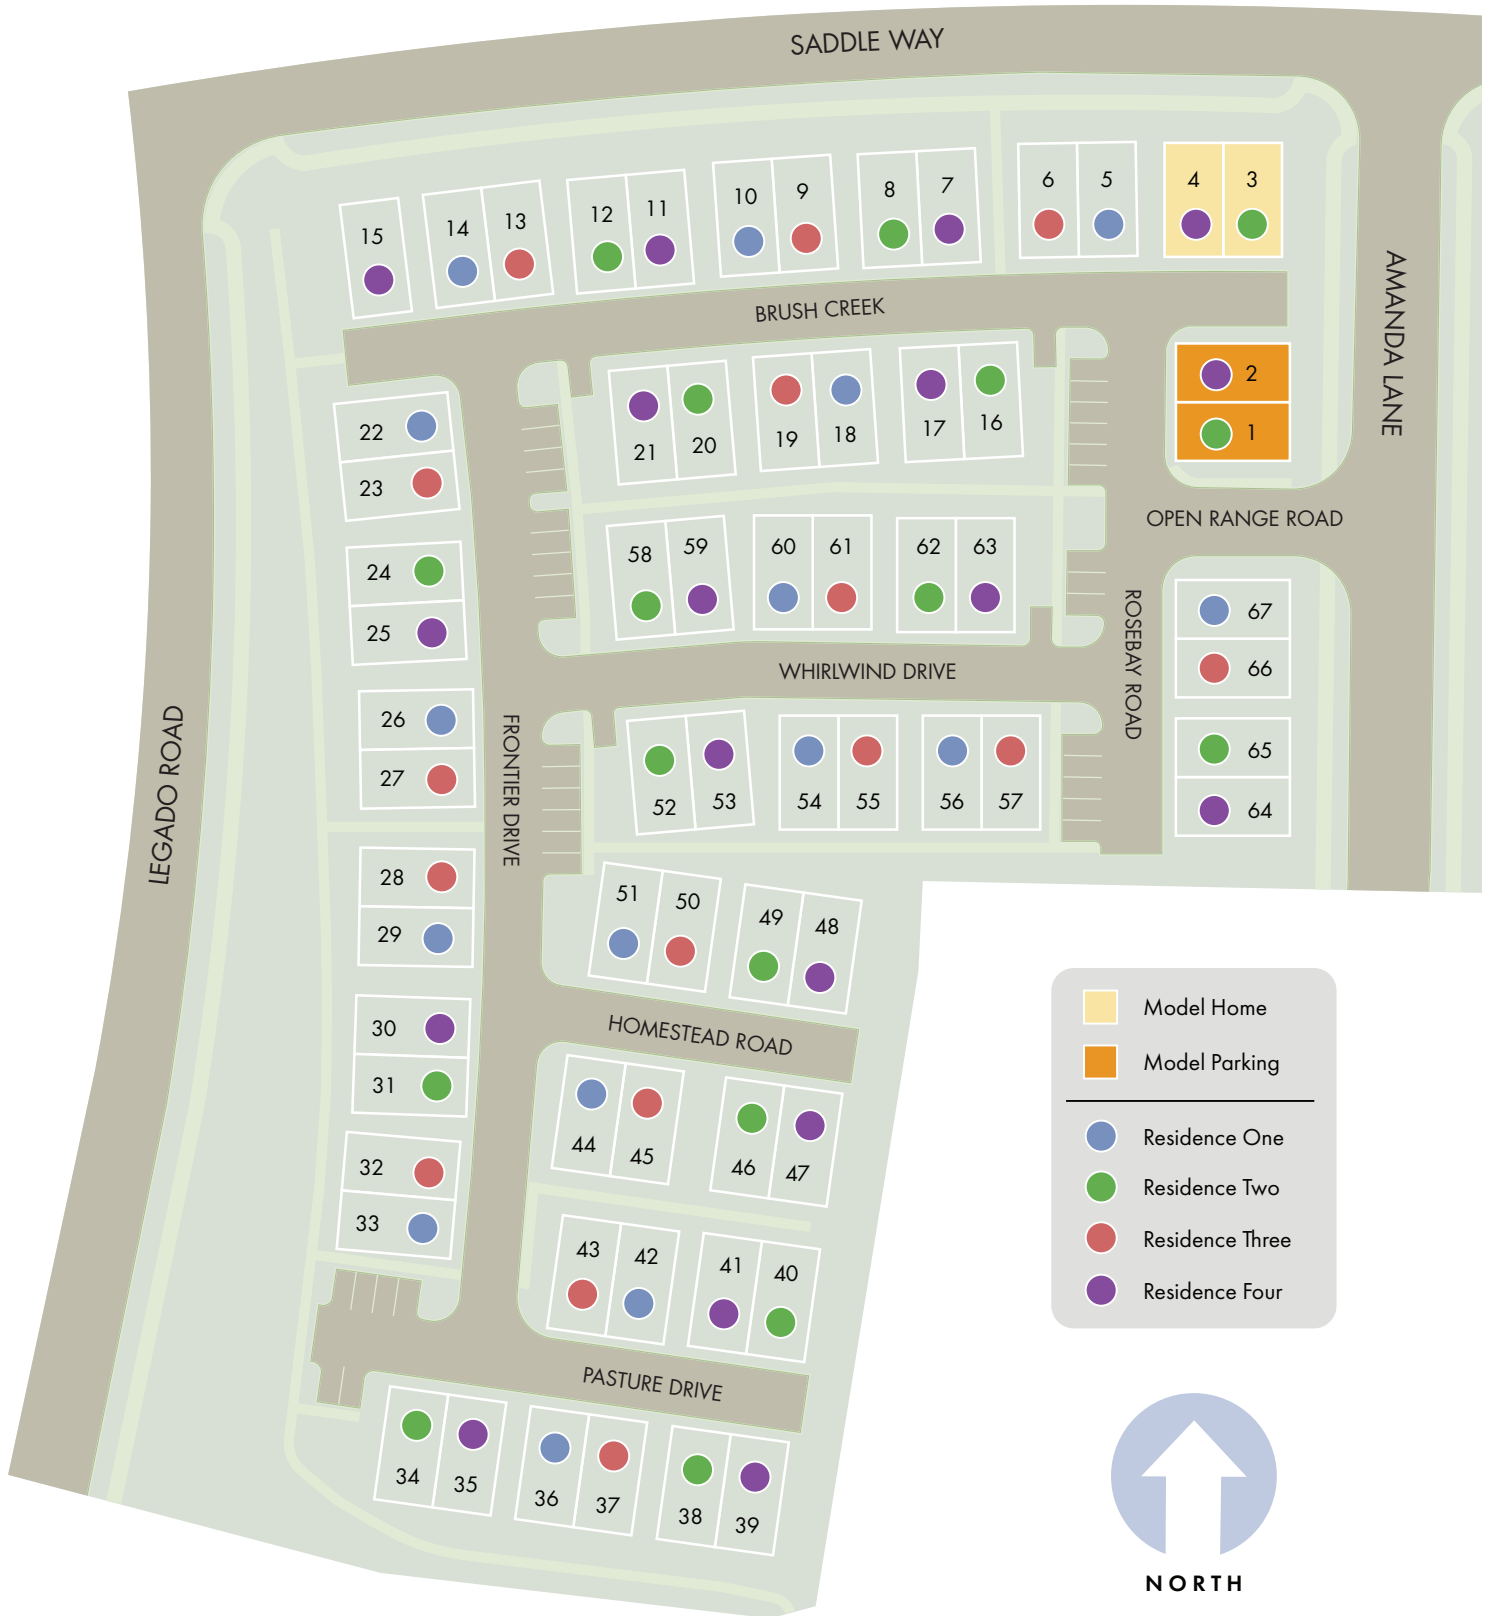 SADDLE WAY
6 5 4 3
15 14 13 12 11 10 9 8 7
AMANDA LANE
BRUSH CREEK
2
1
21 20 19 18 17 16
22
23
OPEN RANGE ROAD
58 59 60 61 62 63
24
25
ROSEBAY ROAD
67
66
WHIRLWIND DRIVE
LEGADO ROAD
26
27
FRONTIER DRIVE
65
64
52 53 54 55 56 57
28
29
51 50 49 48
HOMESTEAD ROAD
30
31
44 45 46 47
32
33
43 42 41 40
PASTURE DRIVE
34 35 36 37 38 39
Model Home
Model Parking
Residence One
Residence Two
Residence Three
Residence Four
NORTH